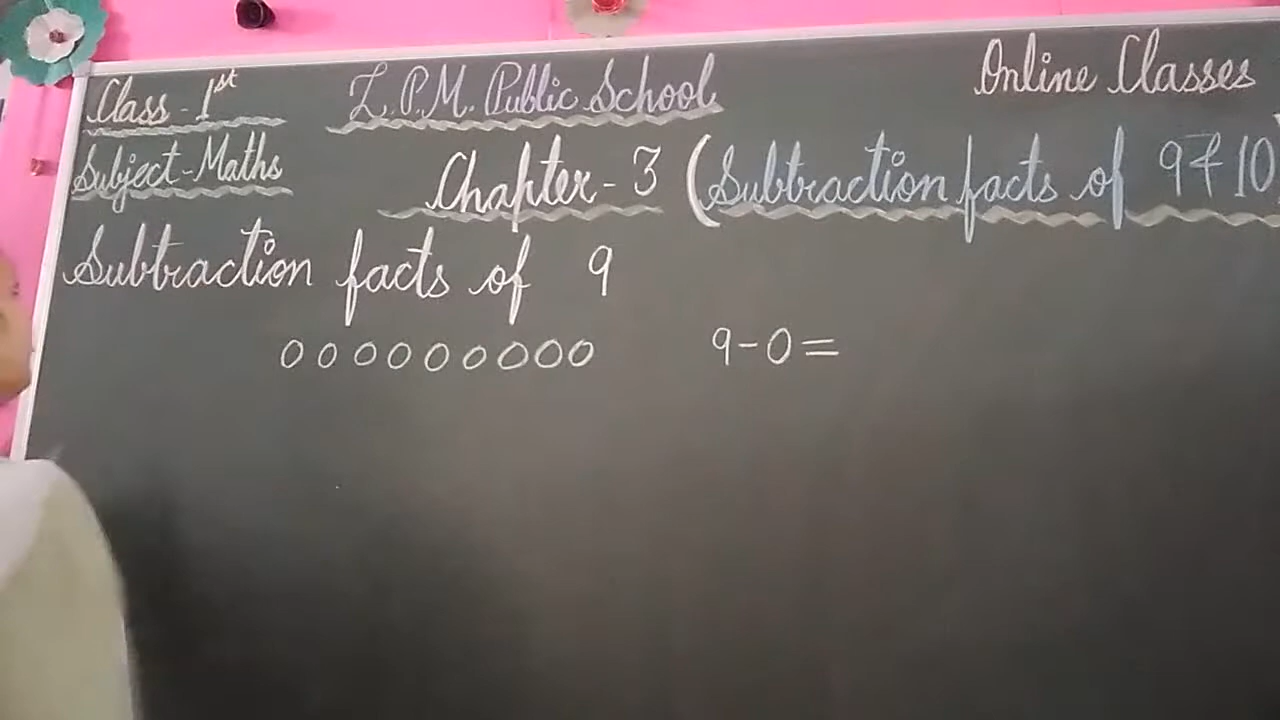 Class - 1st L.P.M. Public School Online Classes
Subject - Maths Chapter - 3 (Subtraction facts of 9 & 10)
Subtraction facts of 9
0 0 0 0 0 0 0 0 0 9 - 0 =